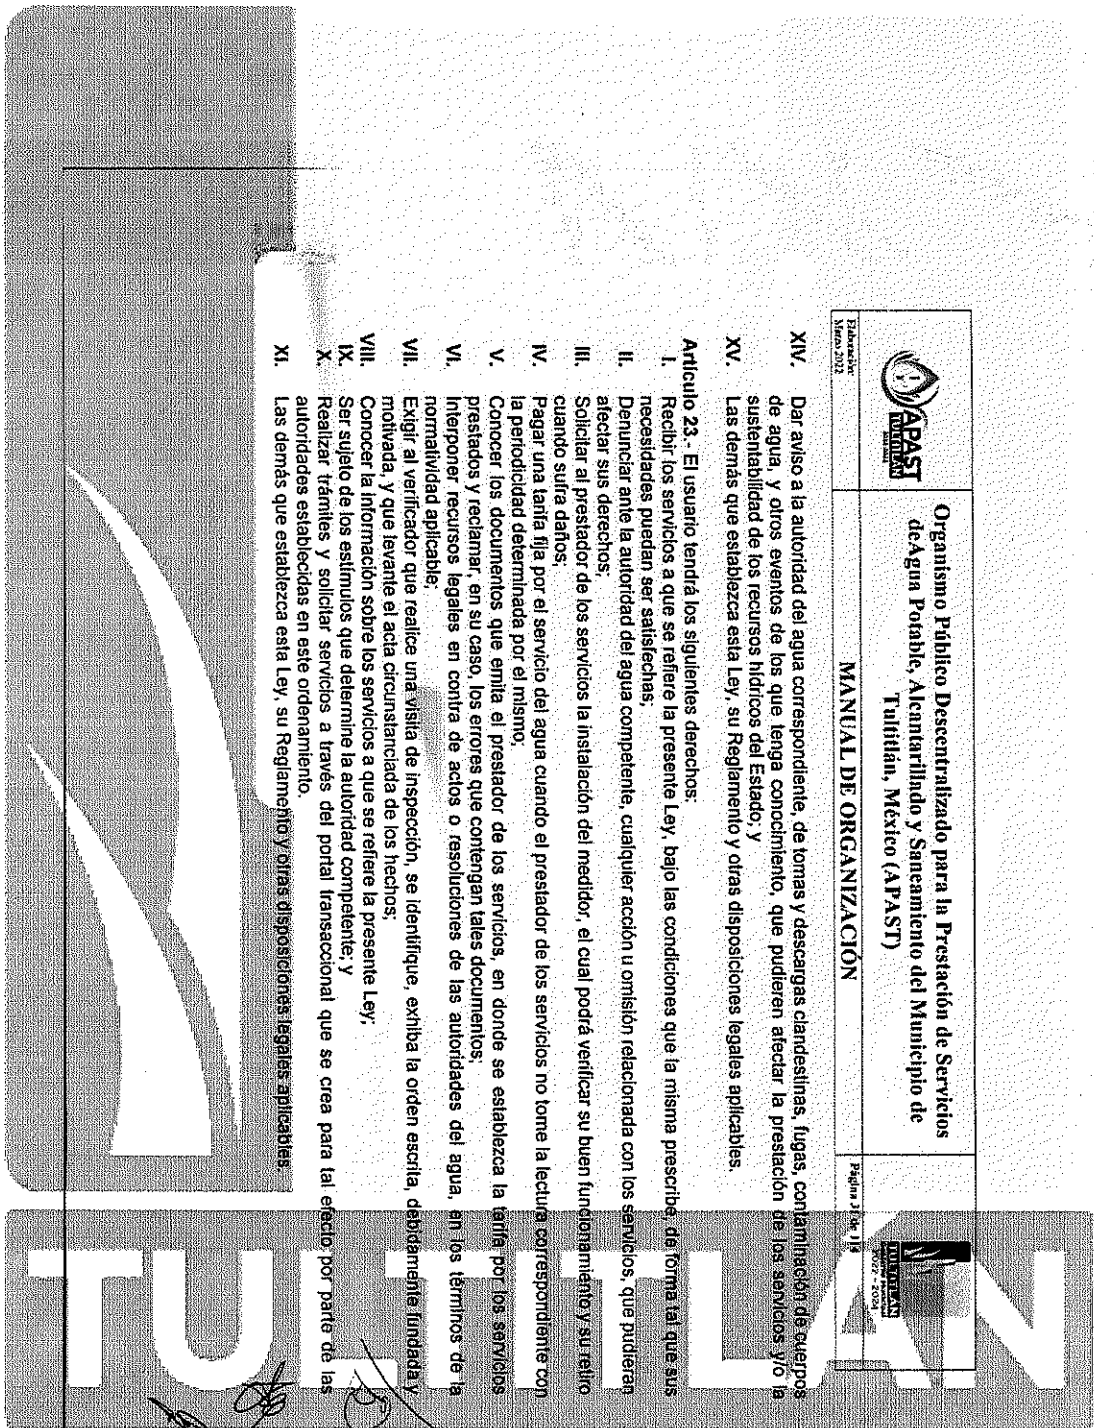 APAST
TULTITLÁN
Organismo Público Descentralizado para la Prestación de Servicios
deAgua Potable, Alcantarillado y Saneamiento del Municipio de
Tultitlán, México (APAST)
TULTITLÁN
2022 - 2024
Elaboración:
Marzo 2022
MANUAL DE ORGANIZACIÓN
Página 37 de 114
XIV. Dar aviso a la autoridad del agua correspondiente, de tomas y descargas clandestinas, fugas, contaminación de cuerpos
de agua, y otros eventos de los que tenga conocimiento, que pudieren afectar la prestación de los servicios y/o la
sustentabilidad de los recursos hídricos del Estado; y
XV. Las demás que establezca esta Ley, su Reglamento y otras disposiciones legales aplicables.
Artículo 23.- El usuario tendrá los siguientes derechos:
I. Recibir los servicios a que se refiere la presente Ley, bajo las condiciones que la misma prescribe, de forma tal que sus
necesidades puedan ser satisfechas;
II. Denunciar ante la autoridad del agua competente, cualquier acción u omisión relacionada con los servicios, que pudieran
afectar sus derechos;
III. Solicitar al prestador de los servicios la instalación del medidor, el cual podrá verificar su buen funcionamiento y su retiro
cuando sufra daños;
IV. Pagar una tarifa fija por el servicio del agua cuando el prestador de los servicios no tome la lectura correspondiente con
la periodicidad determinada por el mismo;
V. Conocer los documentos que emita el prestador de los servicios, en donde se establezca la tarifa por los servicios
prestados y reclamar, en su caso, los errores que contengan tales documentos;
VI. Interponer recursos legales en contra de actos o resoluciones de las autoridades del agua, en los términos de la
normatividad aplicable;
VII. Exigir al verificador que realice una visita de inspección, se identifique, exhiba la orden escrita, debidamente fundada y
motivada, y que levante el acta circunstanciada de los hechos;
VIII. Conocer la información sobre los servicios a que se refiere la presente Ley;
IX. Ser sujeto de los estímulos que determine la autoridad competente; y
X. Realizar trámites y solicitar servicios a través del portal transaccional que se crea para tal efecto por parte de las
autoridades establecidas en este ordenamiento.
XI. Las demás que establezca esta Ley, su Reglamento y otras disposiciones legales aplicables.
TULTITLÁN